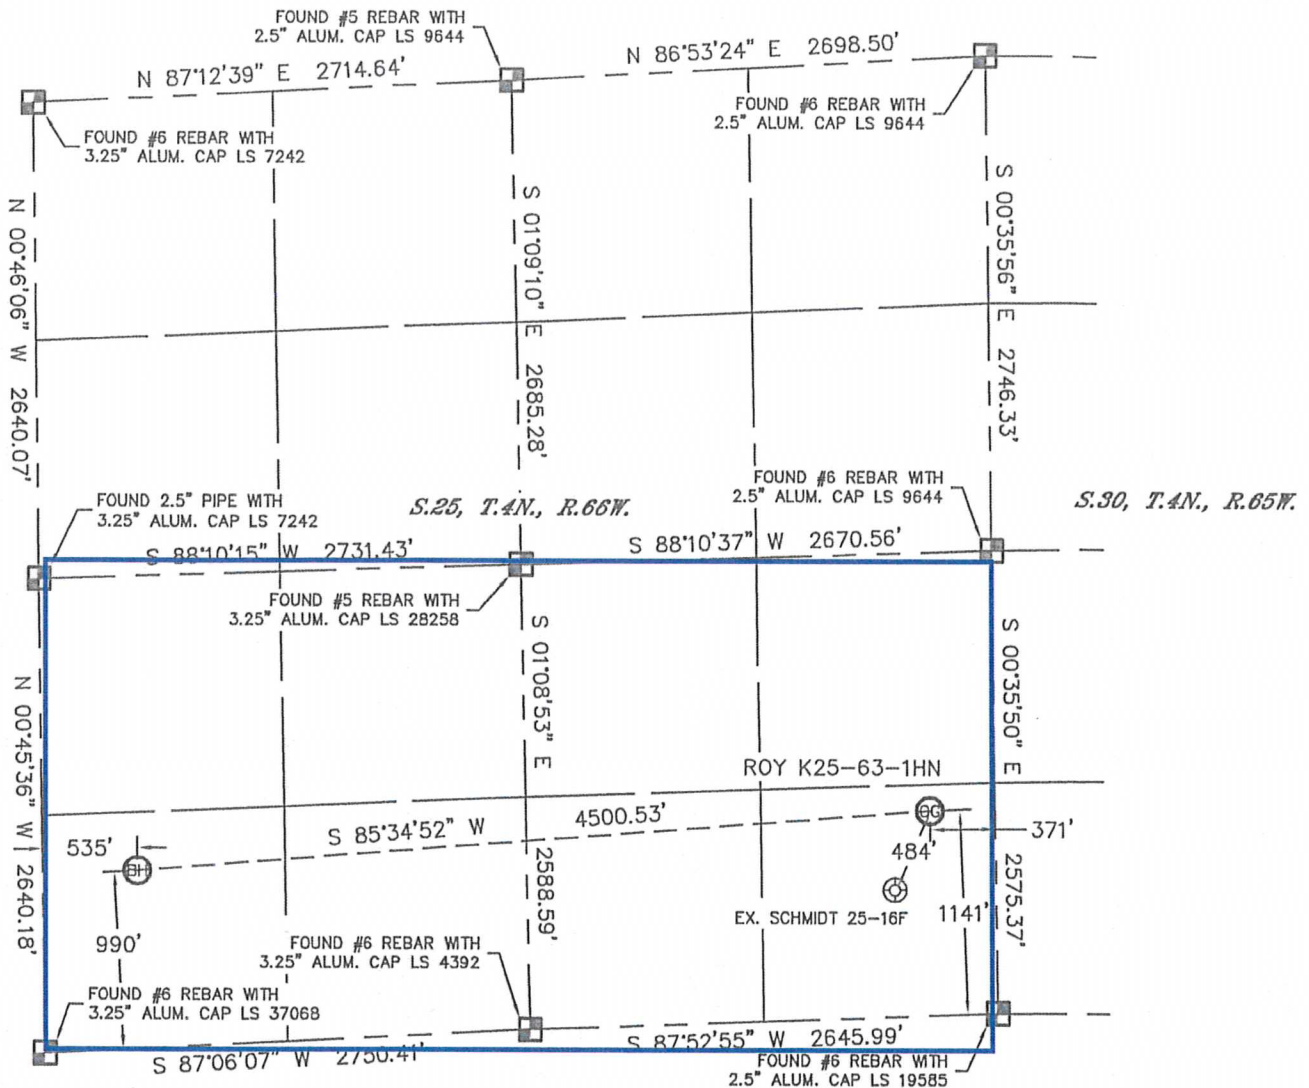 FOUND #5 REBAR WITH
2.5" ALUM. CAP LS 9644
N 87°12'39" E 2714.64'
N 86°53'24" E 2698.50'
FOUND #6 REBAR WITH
3.25" ALUM. CAP LS 7242
FOUND #6 REBAR WITH
2.5" ALUM. CAP LS 9644
N 00°46'06" W 2640.07'
S 01°09'10" E 2685.28'
S 00°35'56" E 2746.33'
FOUND 2.5" PIPE WITH
3.25" ALUM. CAP LS 7242
S.25, T.4N., R.66W.
FOUND #6 REBAR WITH
2.5" ALUM. CAP LS 9644
S.30, T.4N., R.65W.
S 88°10'15" W 2731.43'
S 88°10'37" W 2670.56'
FOUND #5 REBAR WITH
3.25" ALUM. CAP LS 28258
N 00°45'36" W 2640.18'
S 01°08'53" E 2588.59'
S 00°35'50" E 2575.37'
ROY K25-63-1HN
S 85°34'52" W 4500.53'
OG
371'
535'
BH
484'
EX. SCHMIDT 25-16F
1141'
990'
FOUND #6 REBAR WITH
3.25" ALUM. CAP LS 4392
FOUND #6 REBAR WITH
3.25" ALUM. CAP LS 37068
S 87°06'07" W 2750.41'
S 87°52'55" W 2645.99'
FOUND #6 REBAR WITH
2.5" ALUM. CAP LS 19585